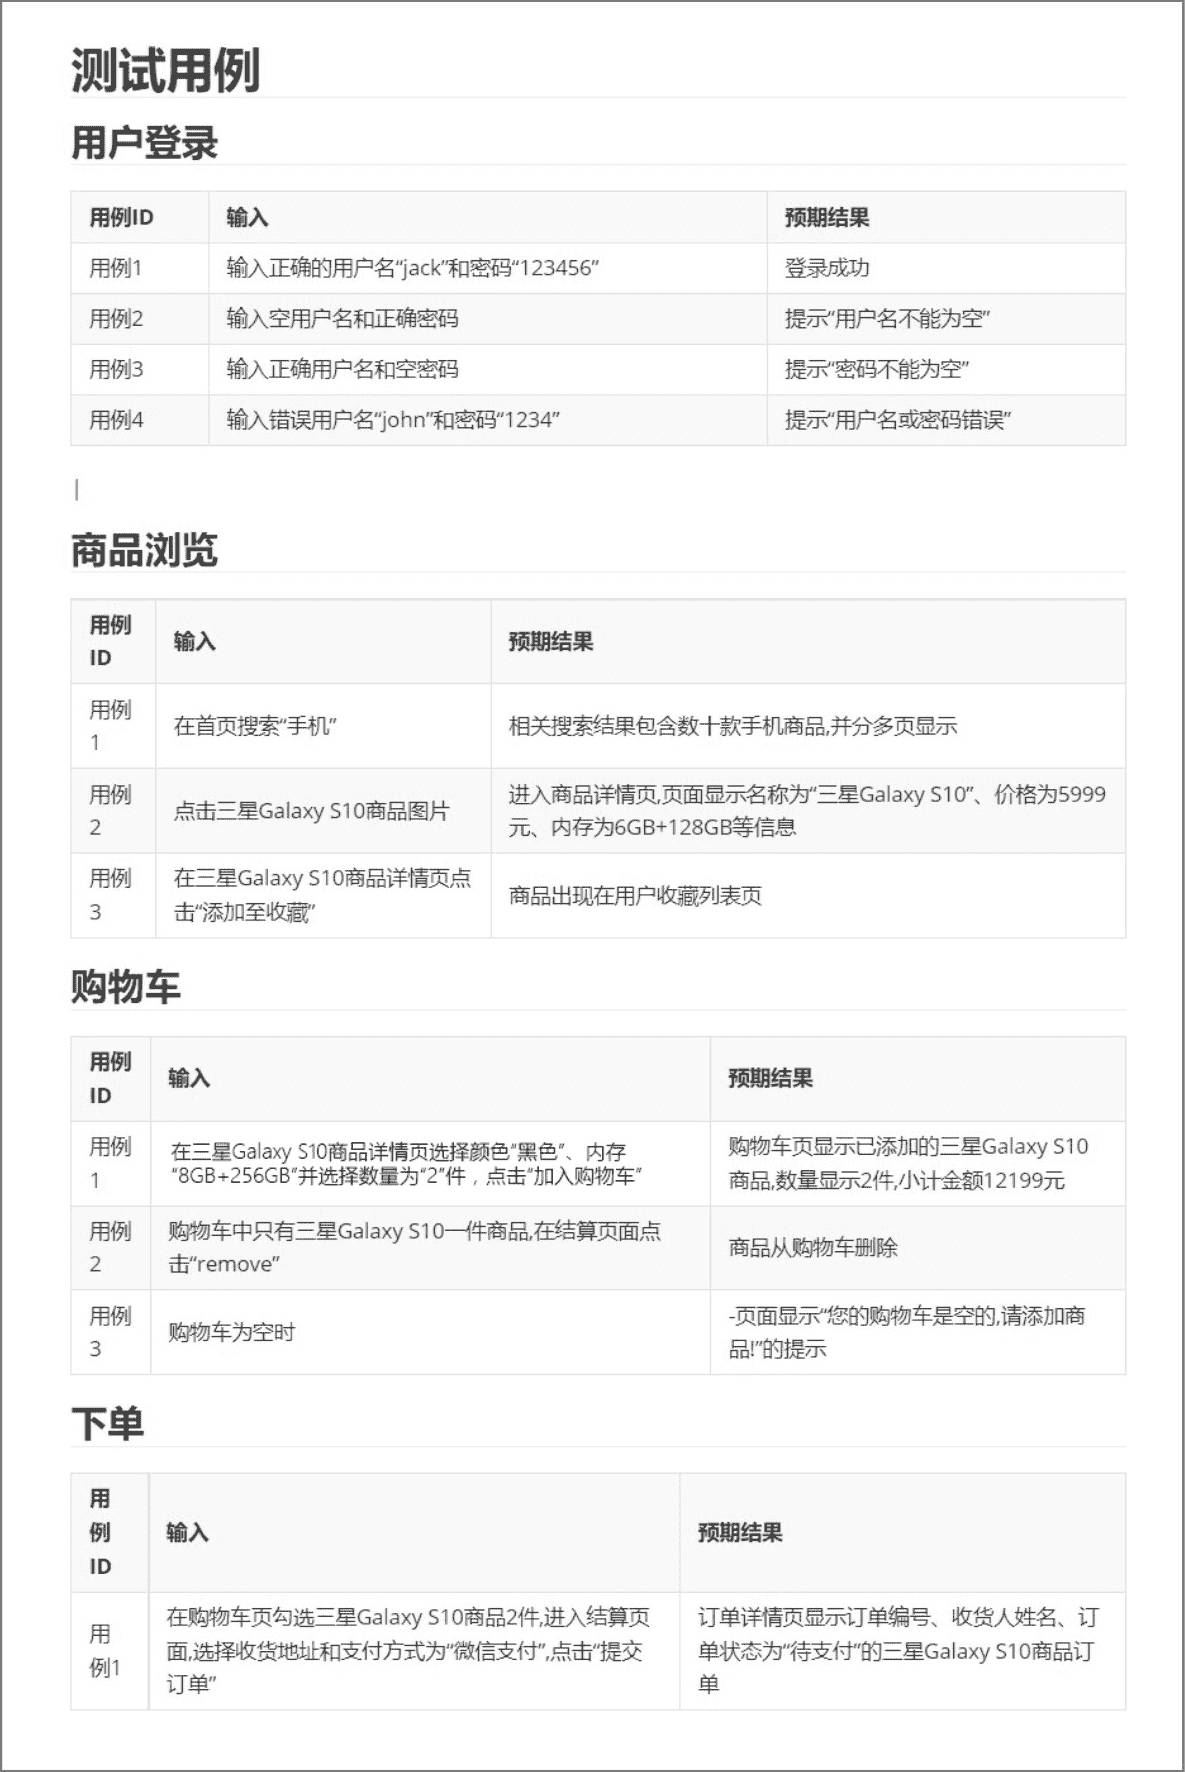 测试用例
用户登录
用例ID 输入 预期结果
用例1 输入正确的用户名“jack”和密码“123456” 登录成功
用例2 输入空用户名和正确密码 提示“用户名不能为空”
用例3 输入正确用户名和空密码 提示“密码不能为空”
用例4 输入错误用户名“john”和密码“1234” 提示“用户名或密码错误”
|
商品浏览
用例
ID
输入
预期结果
用例
1
在首页搜索“手机”
相关搜索结果包含数十款手机商品,并分多页显示
用例
2
点击三星Galaxy S10商品图片
进入商品详情页,页面显示名称为“三星Galaxy S10”、价格为5999
元、内存为6GB+128GB等信息
用例
3
在三星Galaxy S10商品详情页点
击“添加至收藏”
商品出现在用户收藏列表页
购物车
用例
ID
输入
预期结果
用例
1
在三星Galaxy S10商品详情页选择颜色“黑色”、内存
“8GB+256GB”并选择数量为“2”件，点击“加入购物车”
购物车页显示已添加的三星Galaxy S10
商品,数量显示2件,小计金额12199元
用例
2
购物车中只有三星Galaxy S10一件商品,在结算页面点
击“remove”
商品从购物车删除
用例
3
购物车为空时
-页面显示“您的购物车是空的,请添加商
品!”的提示
下单
用
例
ID
输入
预期结果
用
例1
在购物车页勾选三星Galaxy S10商品2件,进入结算页
面,选择收货地址和支付方式为“微信支付”,点击“提交
订单”
订单详情页显示订单编号、收货人姓名、订
单状态为“待支付”的三星Galaxy S10商品订
单